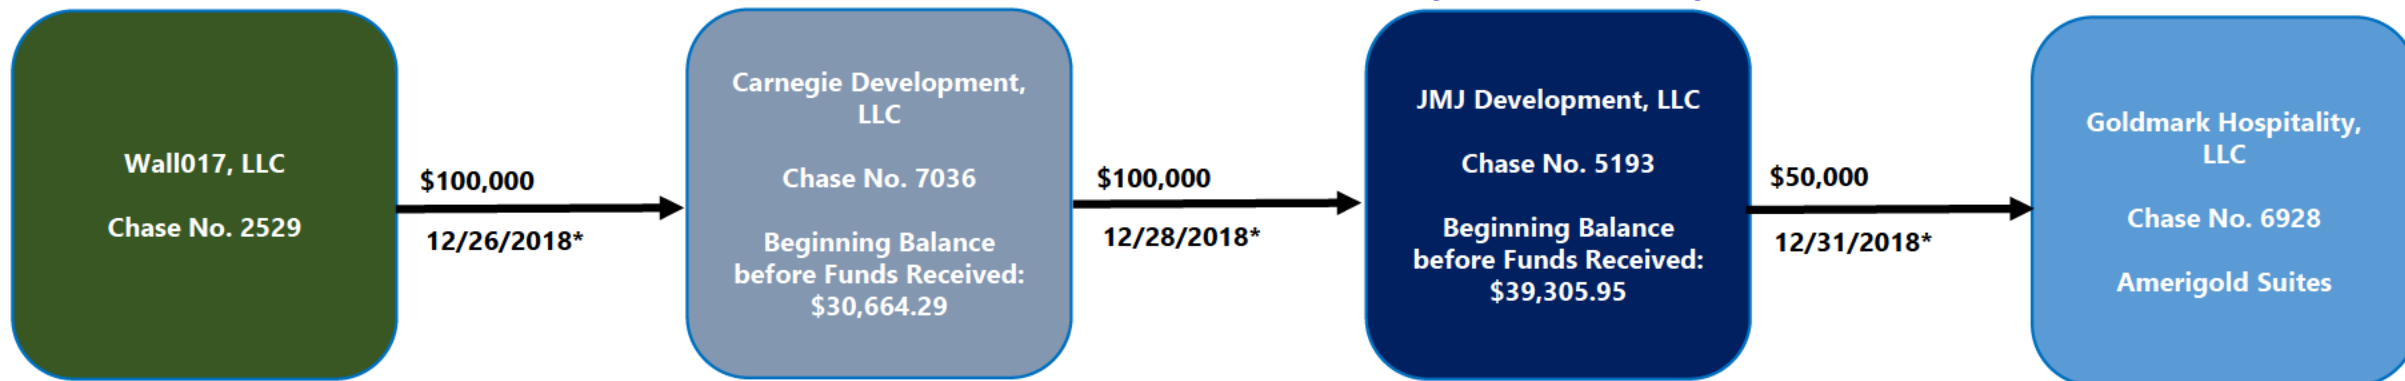 Wall017, LLC
Chase No. 2529
$100,000
12/26/2018*
Carnegie Development,
LLC
Chase No. 7036
Beginning Balance
before Funds Received:
$30,664.29
$100,000
12/28/2018*
JMJ Development, LLC
Chase No. 5193
Beginning Balance
before Funds Received:
$39,305.95
$50,000
12/31/2018*
Goldmark Hospitality,
LLC
Chase No. 6928
Amerigold Suites